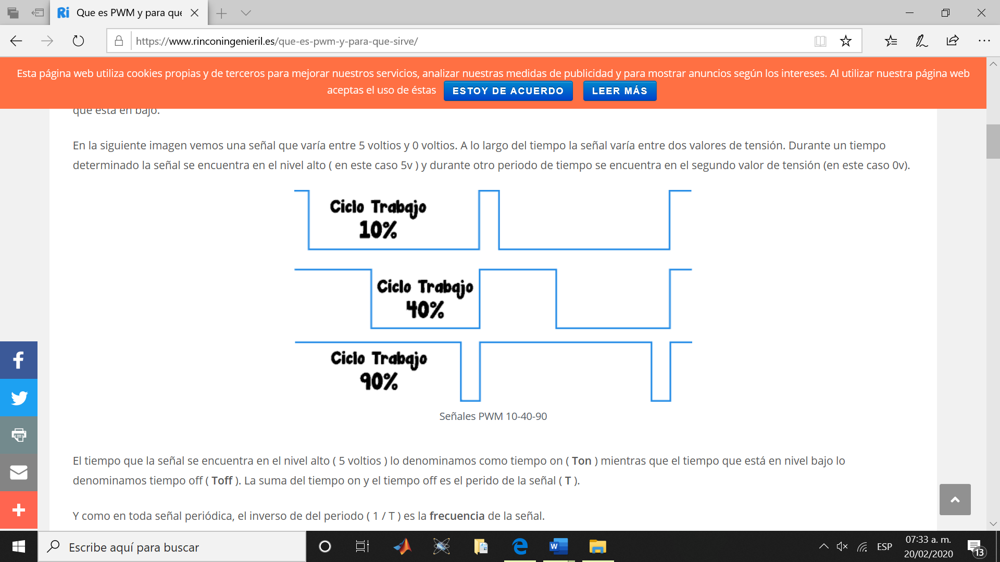 Que es PWM y para que
https://www.rinconingenieril.es/que-es-pwm-y-para-que-sirve/
Esta página web utiliza cookies propias y de terceros para mejorar nuestros servicios, analizar nuestras medidas de publicidad y para mostrar anuncios según los intereses. Al utilizar nuestra página web
aceptas el uso de éstas ESTOY DE ACUERDO LEER MÁS
que está en bajo.
En la siguiente imagen vemos una señal que varía entre 5 voltios y 0 voltios. A lo largo del tiempo la señal varía entre dos valores de tensión. Durante un tiempo
determinado la señal se encuentra en el nivel alto ( en este caso 5v ) y durante otro periodo de tiempo se encuentra en el segundo valor de tensión (en este caso 0v).
Ciclo Trabajo
10%
Ciclo Trabajo
40%
Ciclo Trabajo
90%
Señales PWM 10-40-90
El tiempo que la señal se encuentra en el nivel alto ( 5 voltios ) lo denominamos como tiempo on ( Ton ) mientras que el tiempo que está en nivel bajo lo
denominamos tiempo off ( Toff ). La suma del tiempo on y el tiempo off es el perido de la señal ( T ).
Y como en toda señal periódica, el inverso de del periodo ( 1 / T ) es la frecuencia de la señal.
Escribe aquí para buscar
ESP
07:33 a. m.
20/02/2020
13